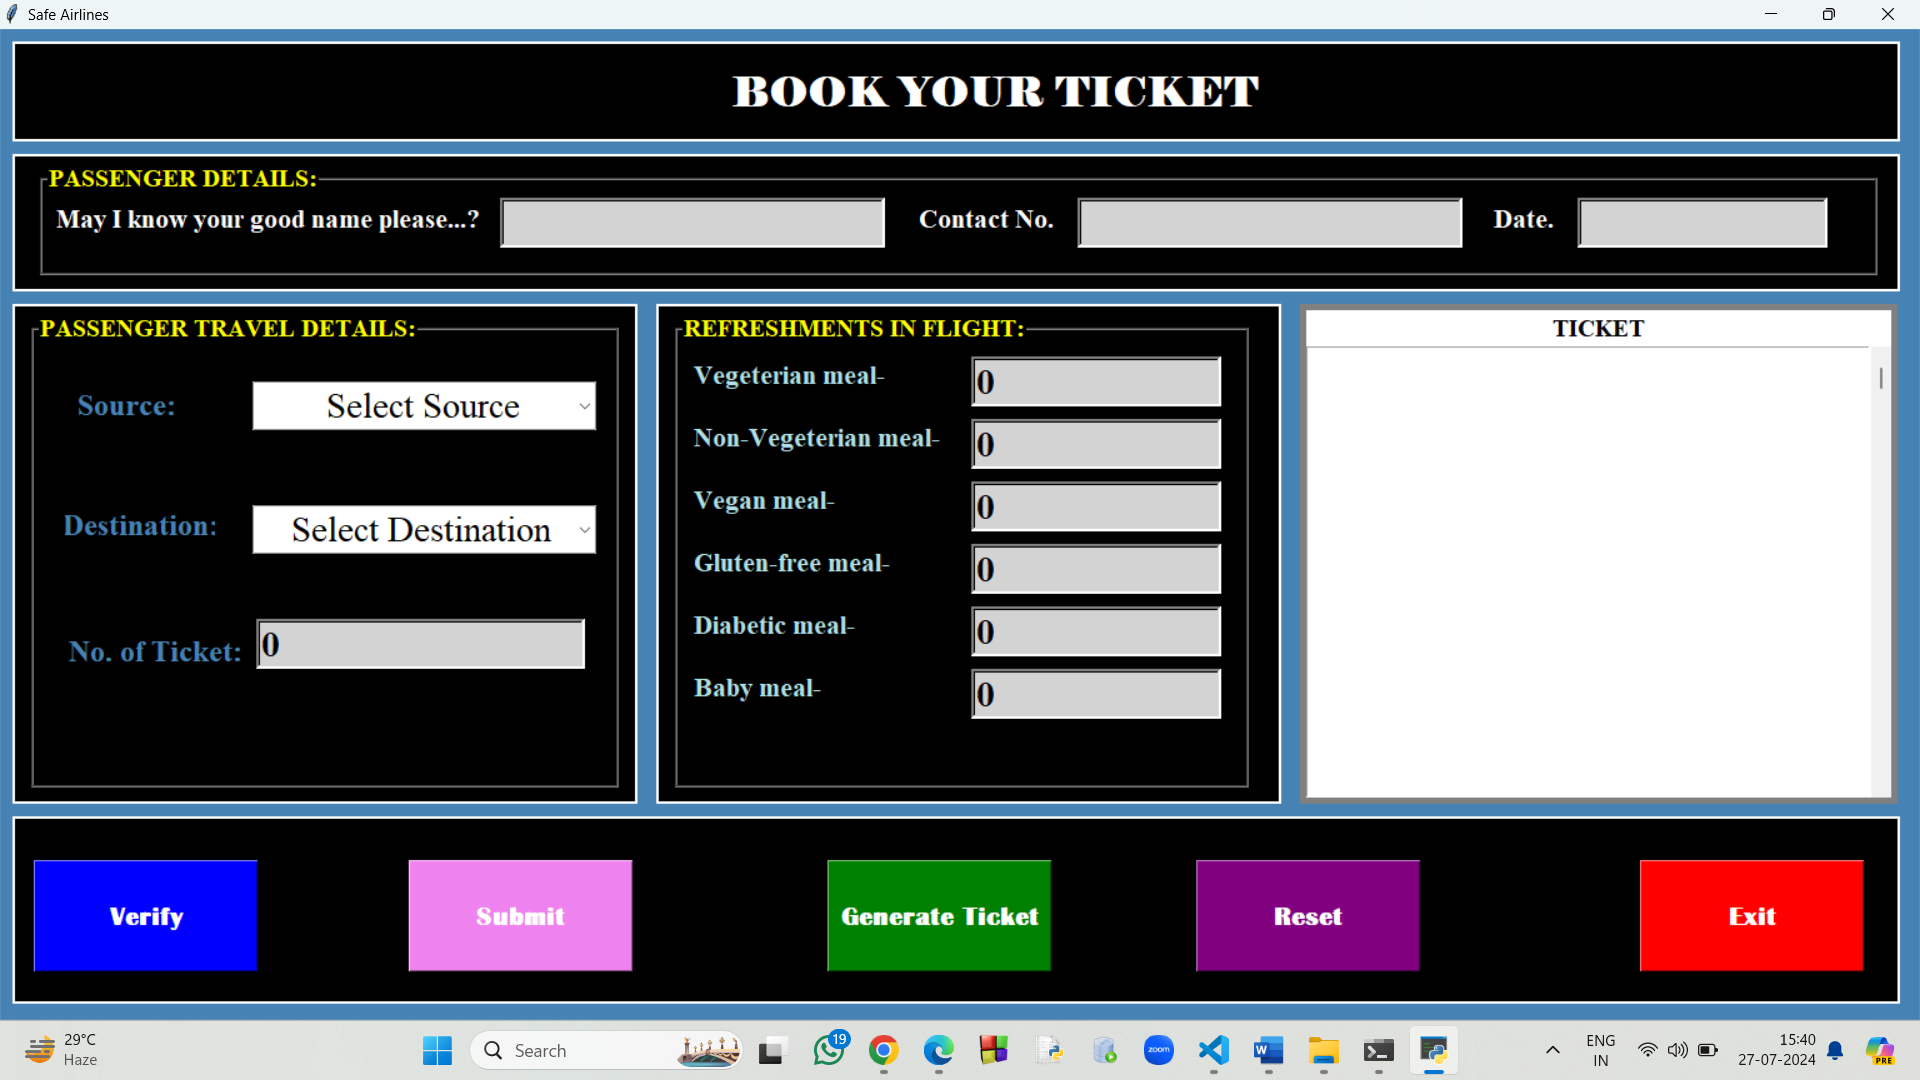 Safe Airlines
BOOK YOUR TICKET
PASSENGER DETAILS:
May I know your good name please...?
Contact No.
Date.
PASSENGER TRAVEL DETAILS:
Source:
Select Source
Destination:
Select Destination
No. of Ticket:
0
REFRESHMENTS IN FLIGHT:
Vegeterian meal-
0
Non-Vegeterian meal-
0
Vegan meal-
0
Gluten-free meal-
0
Diabetic meal-
0
Baby meal-
0
TICKET
Verify
Submit
Generate Ticket
Reset
Exit
29°C
Haze
Search
19
zoom
W
ENG
IN
15:40
27-07-2024
PRE